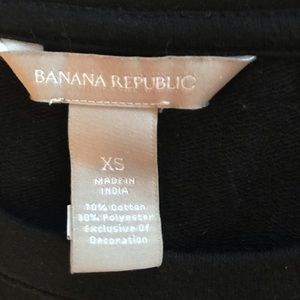 BANANA REPUBLIC
XS
MADE IN
INDIA
70% Cotton
30% Polyester
Exclusive Of
Decoration